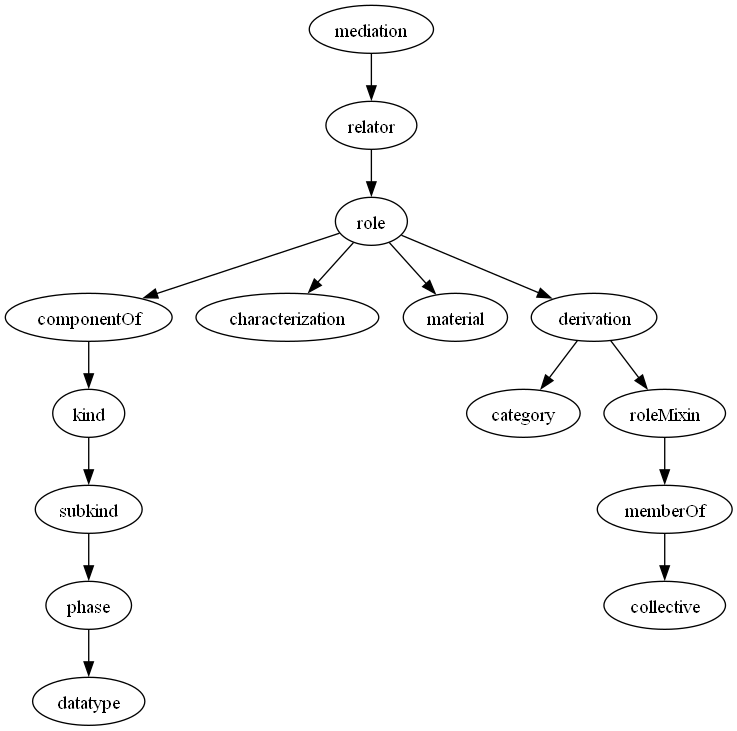 mediation
relator
role
componentOf
characterization
material
derivation
kind
category
roleMixin
subkind
memberOf
phase
collective
datatype